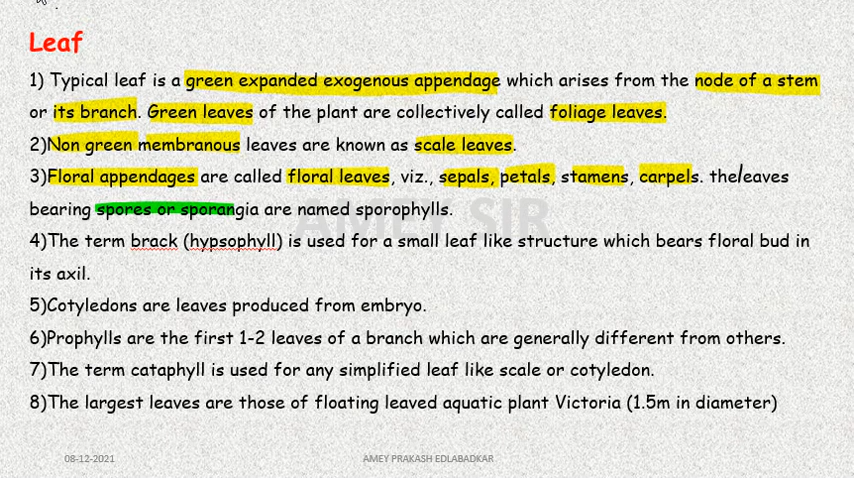 Leaf
1) Typical leaf is a green expanded exogenous appendage which arises from the node of a stem
or its branch. Green leaves of the plant are collectively called foliage leaves.
2)Non green membranous leaves are known as scale leaves.
3)Floral appendages are called floral leaves, viz., sepals, petals, stamens, carpels. the leaves
bearing spores or sporangia are named sporophylls.
AMEY SIR
4)The term brack (hypsophyll) is used for a small leaf like structure which bears floral bud in
its axil.
5)Cotyledons are leaves produced from embryo.
6)Prophylls are the first 1-2 leaves of a branch which are generally different from others.
7)The term cataphyll is used for any simplified leaf like scale or cotyledon.
8)The largest leaves are those of floating leaved aquatic plant Victoria (1.5m in diameter)
08-12-2021 AMEY PRAKASH EDLABADKAR